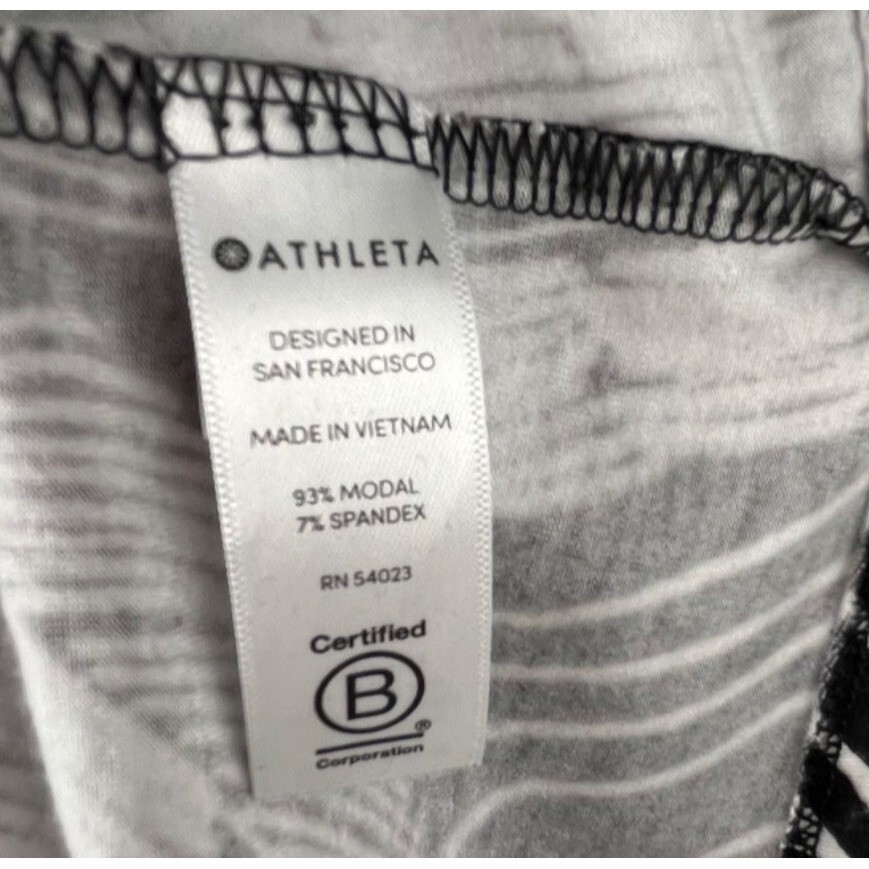 ATHLETA
DESIGNED IN
SAN FRANCISCO
MADE IN VIETNAM
93% MODAL
7% SPANDEX
RN 54023
Certified
B®
Corporation